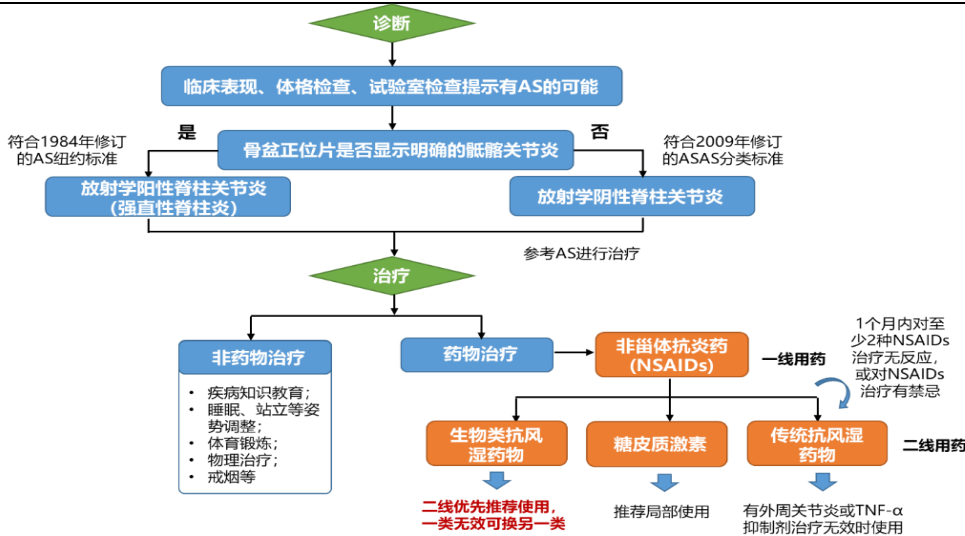 诊断
临床表现、体格检查、试验室检查提示有AS的可能
符合1984年修订
的AS纽约标准
是
骨盆正位片是否显示明确的骶髂关节炎
否
符合2009年修订
的ASAS分类标准
放射学阳性脊柱关节炎
(强直性脊柱炎）
放射学阴性脊柱关节炎
参考AS进行治疗
治疗
非药物治疗
• 疾病知识教育；
• 睡眠、站立等姿
势调整；
• 体育锻炼；
• 物理治疗；
• 戒烟等
药物治疗
非甾体抗炎药
(NSAIDs)
一线用药
1个月内对至
少2种NSAIDs
治疗无反应，
或对NSAIDs
治疗有禁忌
生物类抗风
湿药物
糖皮质激素
传统抗风湿
药物
二线用药
二线优先推荐使用，
一类无效可换另一类
推荐局部使用
有外周关节炎或TNF-α
抑制剂治疗无效时使用